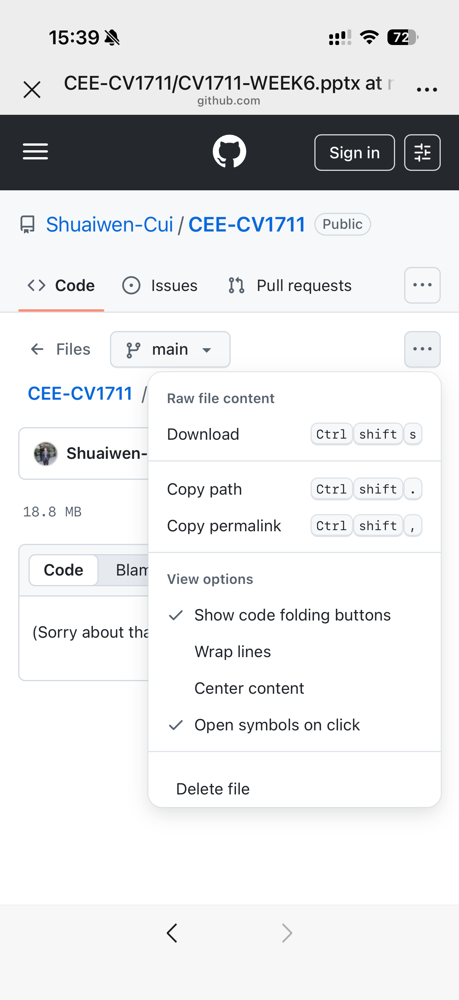 15:39
72
CEE-CV1711/CV1711-WEEK6.pptx at
github.com
Sign in
Shuaiwen-Cui / CEE-CV1711 Public
Code Issues Pull requests
Files main
CEE-CV1711 /
Raw file content
Download Ctrl shift s
Shuaiwen-
Copy path Ctrl shift .
18.8 MB
Copy permalink Ctrl shift ,
Code Blam
View options
Show code folding buttons
(Sorry about tha
Wrap lines
Center content
Open symbols on click
Delete file